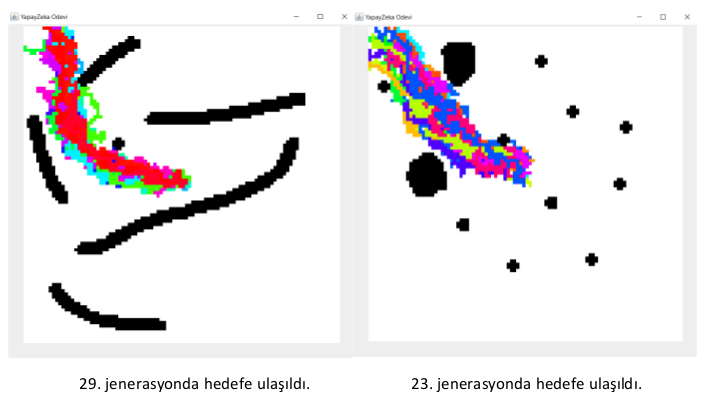 YapayZeka Odevi
YapayZeka Odevi
29. jenerasyonda hedefe ulaşıldı.
23. jenerasyonda hedefe ulaşıldı.